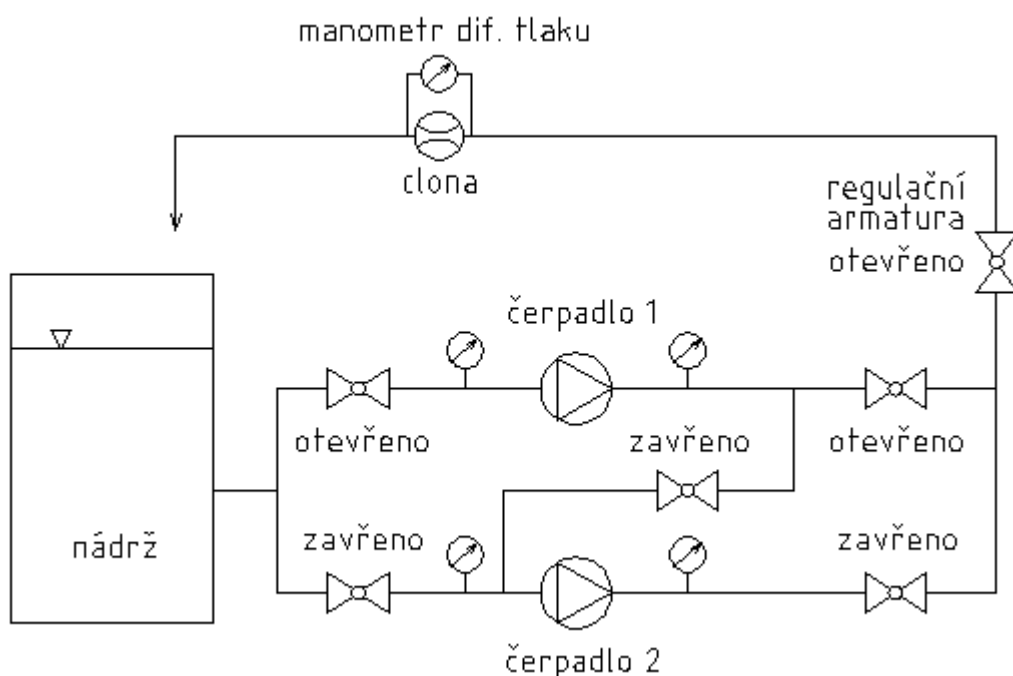 manometr dif. tlaku
clona
regulační
armatura
otevřeno
čerpadlo 1
otevřeno
zavřeno
otevřeno
nádrž
zavřeno
zavřeno
čerpadlo 2